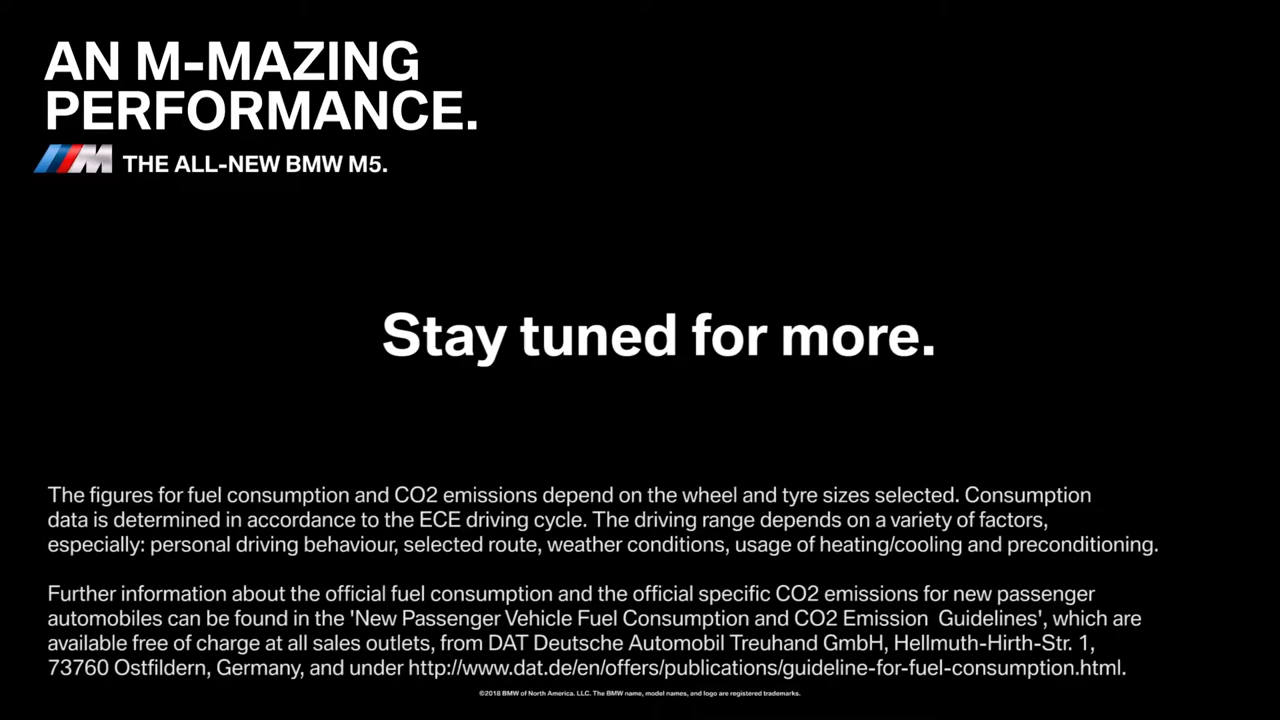 AN M-MAZING
PERFORMANCE.
M THE ALL-NEW BMW M5.
Stay tuned for more.
The figures for fuel consumption and CO2 emissions depend on the wheel and tyre sizes selected. Consumption
data is determined in accordance to the ECE driving cycle. The driving range depends on a variety of factors,
especially: personal driving behaviour, selected route, weather conditions, usage of heating/cooling and preconditioning.
Further information about the official fuel consumption and the official specific CO2 emissions for new passenger
automobiles can be found in the 'New Passenger Vehicle Fuel Consumption and CO2 Emission Guidelines', which are
available free of charge at all sales outlets, from DAT Deutsche Automobil Treuhand GmbH, Hellmuth-Hirth-Str. 1,
73760 Ostfildern, Germany, and under http://www.dat.de/en/offers/publications/guideline-for-fuel-consumption.html.
©2018 BMW of North America. LLC. The BMW name, model names, and logo are registered trademarks.